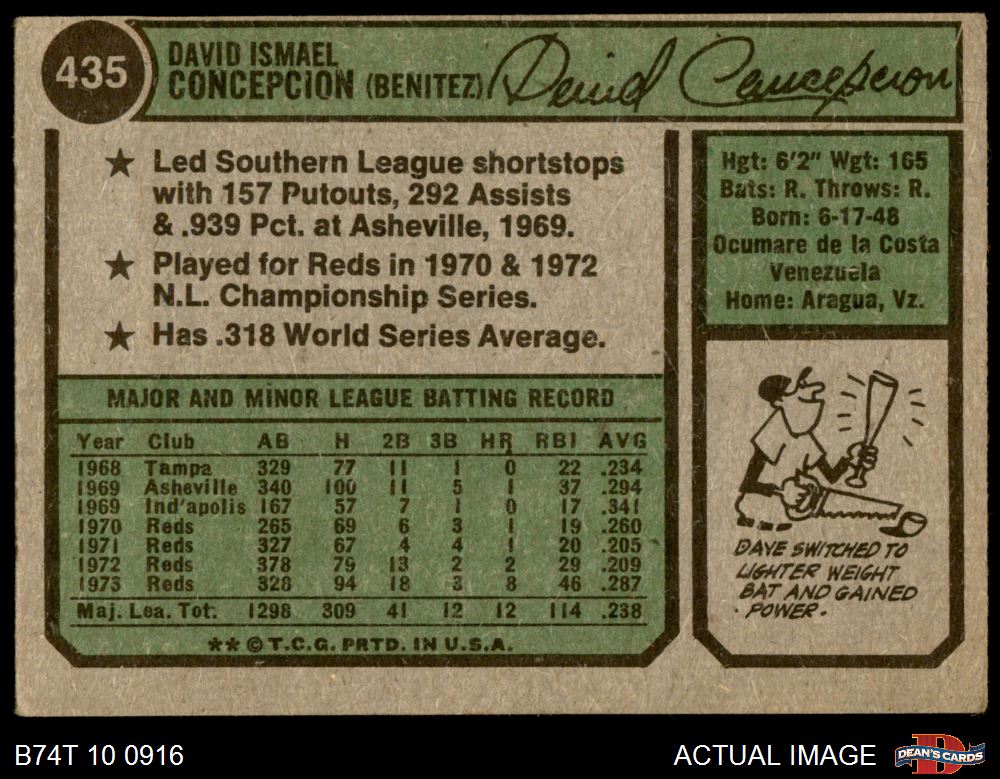 435
DAVID ISMAEL
CONCEPCION (BENITEZ)
David Concepcion
★ Led Southern League shortstops
with 157 Putouts, 292 Assists
& .939 Pct. at Asheville, 1969.
★ Played for Reds in 1970 & 1972
N.L. Championship Series.
★ Has .318 World Series Average.
Hgt: 6'2" Wgt: 165
Bats: R. Throws: R.
Born: 6-17-48
Ocumare de la Costa
Venezuela
Home: Aragua, Vz.
MAJOR AND MINOR LEAGUE BATTING RECORD
Year Club AB H 2B 3B HR RBI AVG
1968 Tampa 329 77 11 1 0 22 .234
1969 Asheville 340 100 11 5 1 37 .294
1969 Ind'apolis 167 57 7 1 0 17 .341
1970 Reds 265 69 6 3 1 19 .260
1971 Reds 327 67 4 4 1 20 .205
1972 Reds 378 79 13 2 2 29 .209
1973 Reds 328 94 18 3 8 46 .287
Maj. Lea. Tot. 1298 309 41 12 12 114 .238
** © T.C.G. PRTD. IN U.S.A.
DAVE SWITCHED TO
LIGHTER WEIGHT
BAT AND GAINED
POWER.
B74T 10 0916
ACTUAL IMAGE
DEAN'S CARDS